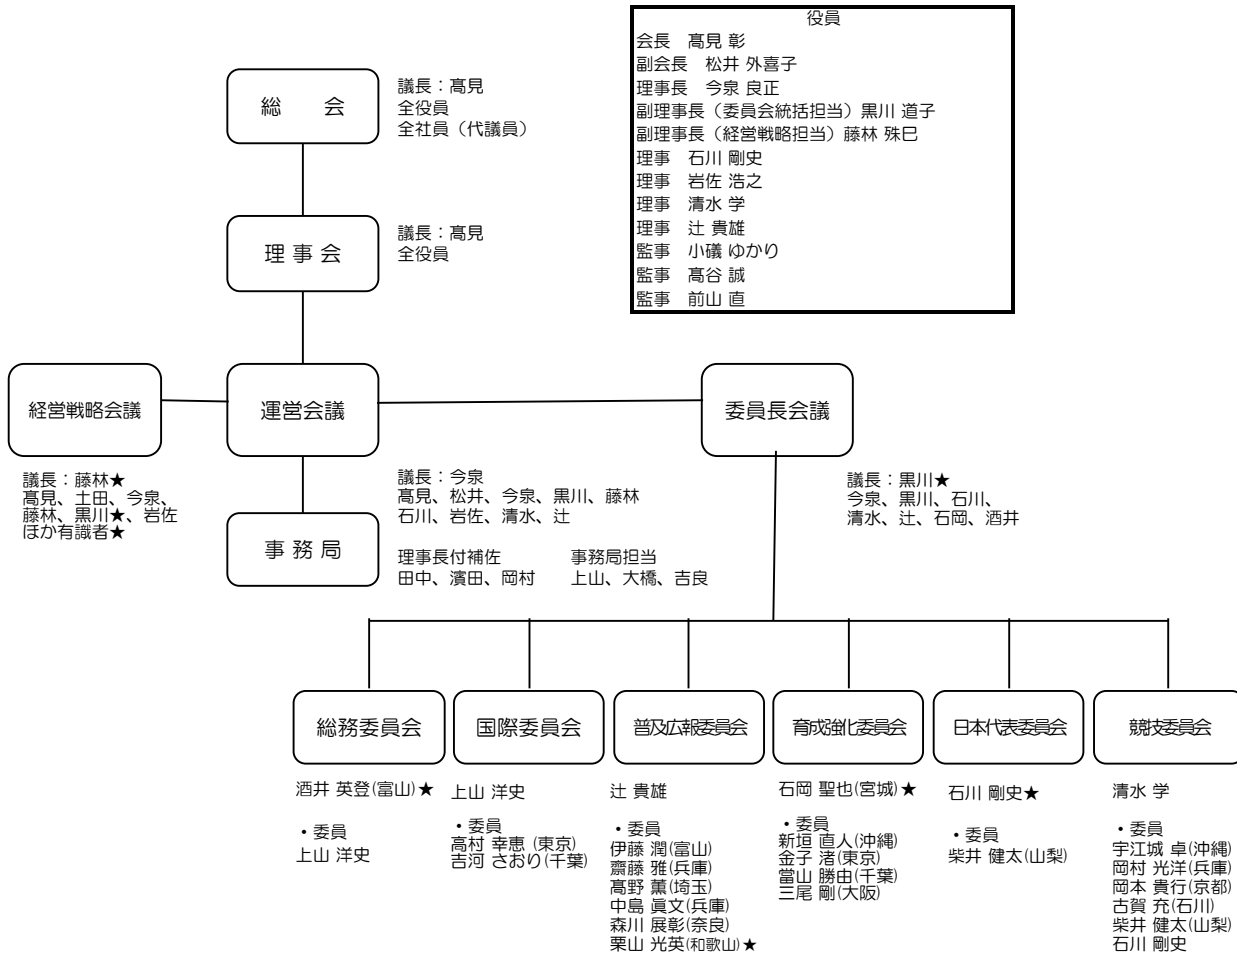 役員
会長　髙見 彰
副会長　松井 外喜子
理事長　今泉 良正
副理事長（委員会統括担当）黒川 道子
副理事長（経営戦略担当）藤林 殊巳
理事　石川 剛史
理事　岩佐 浩之
理事　清水 学
理事　辻 貴雄
監事　小礒 ゆかり
監事　髙谷 誠
監事　前山 直
総　　会
議長：髙見
全役員
全社員（代議員）
理 事 会
議長：髙見
全役員
経営戦略会議
議長：藤林★
髙見、土田、今泉、
藤林、黒川★、岩佐
ほか有識者★
運営会議
議長：今泉
髙見、松井、今泉、黒川、藤林
石川、岩佐、清水、辻
委員長会議
議長：黒川★
今泉、黒川、石川、
清水、辻、石岡、酒井
事 務 局
理事長付補佐
田中、濱田、岡村
事務局担当
上山、大橋、吉良
総務委員会
酒井 英登(富山)★
・委員
上山 洋史
国際委員会
上山 洋史
・委員
高村 幸恵 (東京)
吉河 さおり(千葉)
普及広報委員会
辻 貴雄
・委員
伊藤 潤(富山)
齋藤 雅(兵庫)
髙野 薫(埼玉)
中島 眞文(兵庫)
森川 展彰(奈良)
栗山 光英(和歌山)★
育成強化委員会
石岡 聖也(宮城)★
・委員
新垣 直人(沖縄)
金子 渚(東京)
當山 勝由(千葉)
三尾 剛(大阪)
日本代表委員会
石川 剛史★
・委員
柴井 健太(山梨)
競技委員会
清水 学
・委員
宇江城 卓(沖縄)
岡村 光洋(兵庫)
岡本 貴行(京都)
古賀 充(石川)
柴井 健太(山梨)
石川 剛史